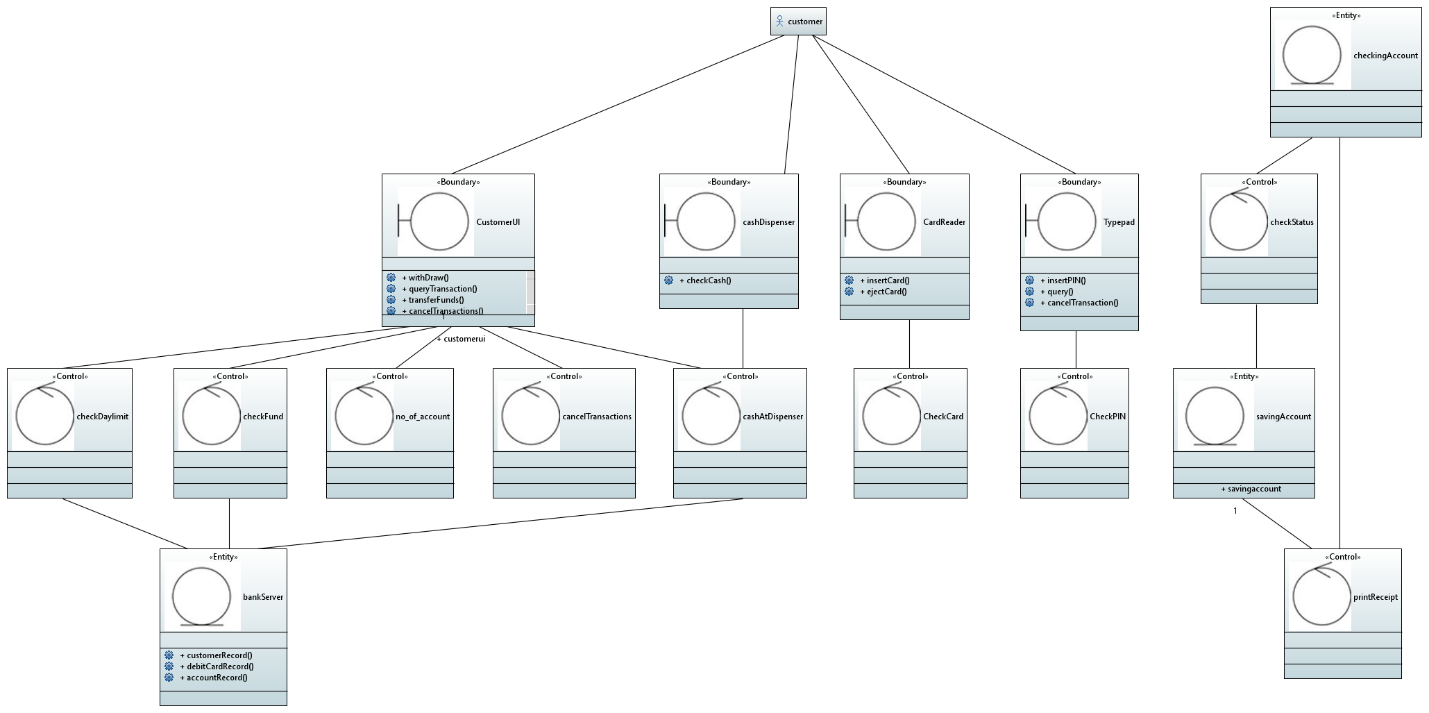 customer
«Entity»
checkingAccount
«Boundary»
CustomerUI
+ withDraw()
+ queryTransaction()
+ transferFunds()
+ cancelTransactions()
1
+ customerui
«Boundary»
cashDispenser
+ checkCash()
«Boundary»
CardReader
+ insertCard()
+ ejectCard()
«Boundary»
Typepad
+ insertPIN()
+ query()
+ cancelTransaction()
«Control»
checkStatus
«Control»
checkDaylimit
«Control»
checkFund
«Control»
no_of_account
«Control»
cancelTransactions
«Control»
cashAtDispenser
«Control»
CheckCard
«Control»
CheckPIN
«Entity»
savingAccount
+ savingaccount
1
«Entity»
bankServer
+ customerRecord()
+ debitCardRecord()
+ accountRecord()
«Control»
printReceipt